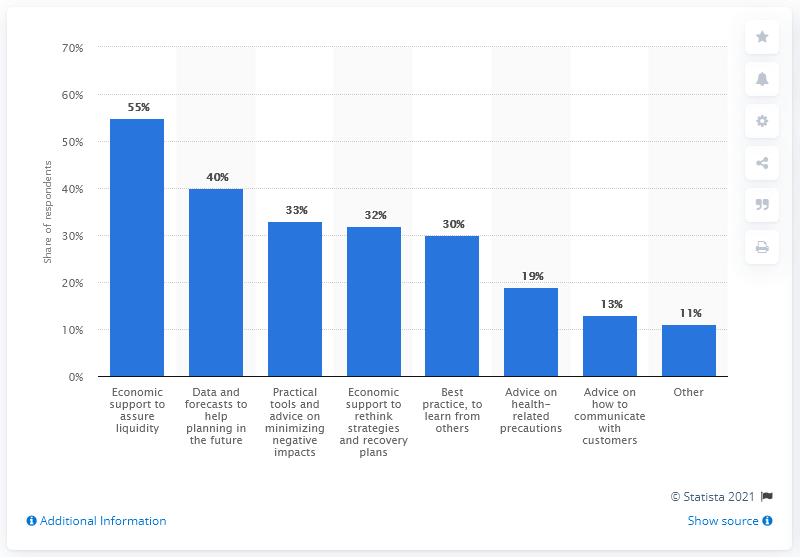 70%
60%
50%
40%
30%
20%
10%
0%
Share of respondents
55%
40%
33%
32%
30%
19%
13%
11%
Economic
support to
assure
liquidity
Data and
forecasts to
help
planning in
the future
Practical
tools and
advice on
minimizing
negative
impacts
Economic
support to
rethink
strategies
and recovery
plans
Best
practice, to
learn from
others
Advice on
health-
related
precautions
Advice on
how to
communicate
with
customers
Other
© Statista 2021
Additional Information
Show source